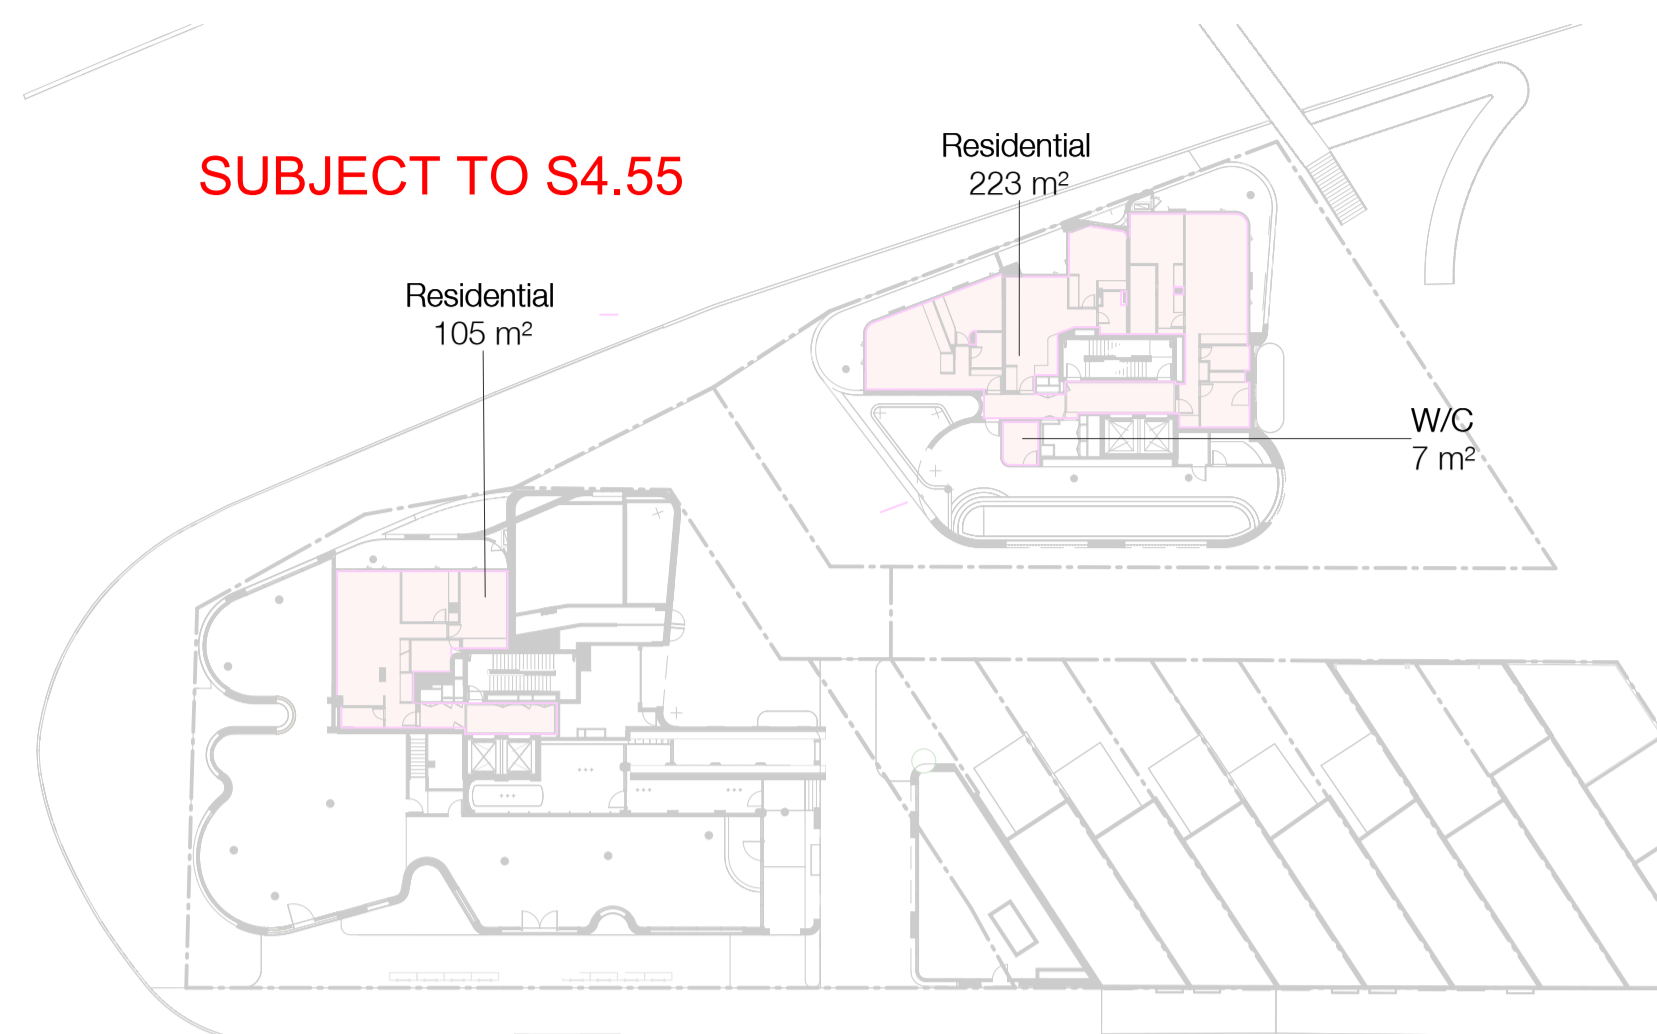 Residential
223 m²
SUBJECT TO S4.55
Residential
105 m²
W/C
7 m²